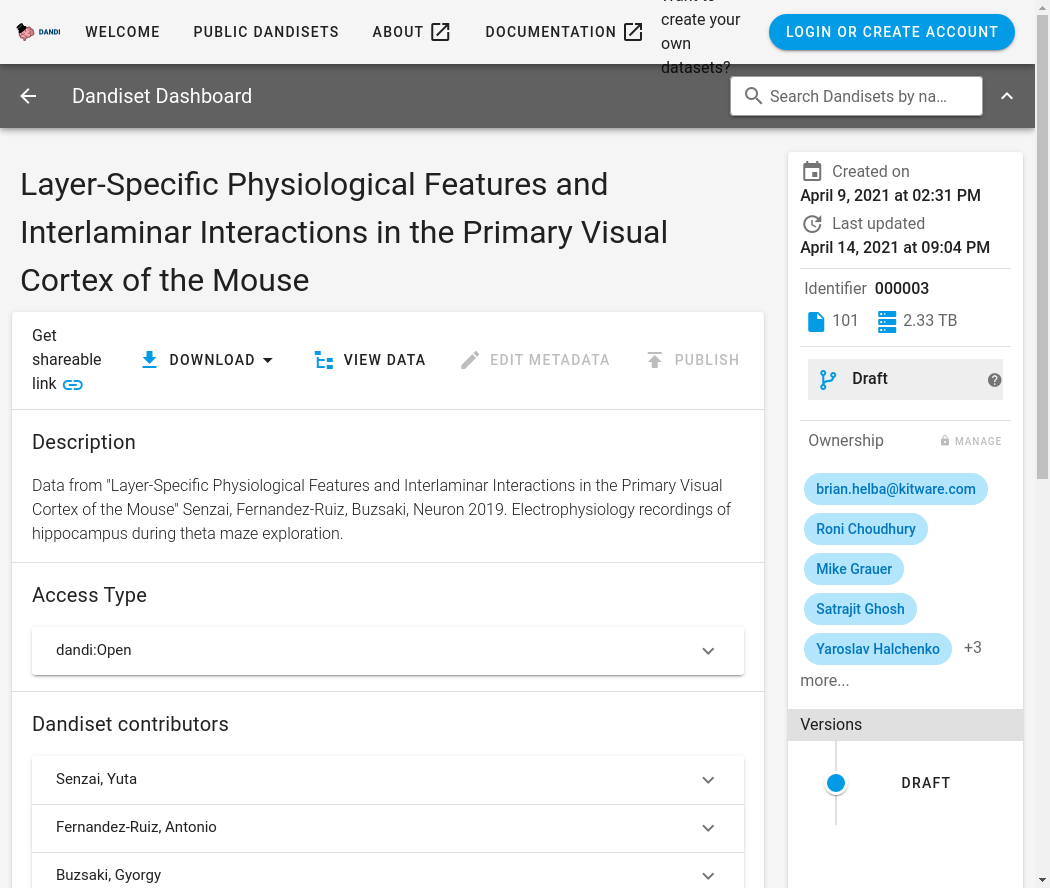 DANDI
WELCOME
PUBLIC DANDISETS
ABOUT
DOCUMENTATION
create your
own
datasets?
LOGIN OR CREATE ACCOUNT
Dandiset Dashboard
Search Dandisets by na...
Layer-Specific Physiological Features and
Interlaminar Interactions in the Primary Visual
Cortex of the Mouse
Get
shareable
link
DOWNLOAD
VIEW DATA
EDIT METADATA
PUBLISH
Description
Data from "Layer-Specific Physiological Features and Interlaminar Interactions in the Primary Visual
Cortex of the Mouse" Senzai, Fernandez-Ruiz, Buzsaki, Neuron 2019. Electrophysiology recordings of
hippocampus during theta maze exploration.
Access Type
dandi:Open
Dandiset contributors
Senzai, Yuta
Fernandez-Ruiz, Antonio
Buzsaki, Gyorgy
Created on
April 9, 2021 at 02:31 PM
Last updated
April 14, 2021 at 09:04 PM
Identifier 000003
101 2.33 TB
Draft
Ownership MANAGE
brian.helba@kitware.com
Roni Choudhury
Mike Grauer
Satrajit Ghosh
Yaroslav Halchenko +3
more...
Versions
DRAFT